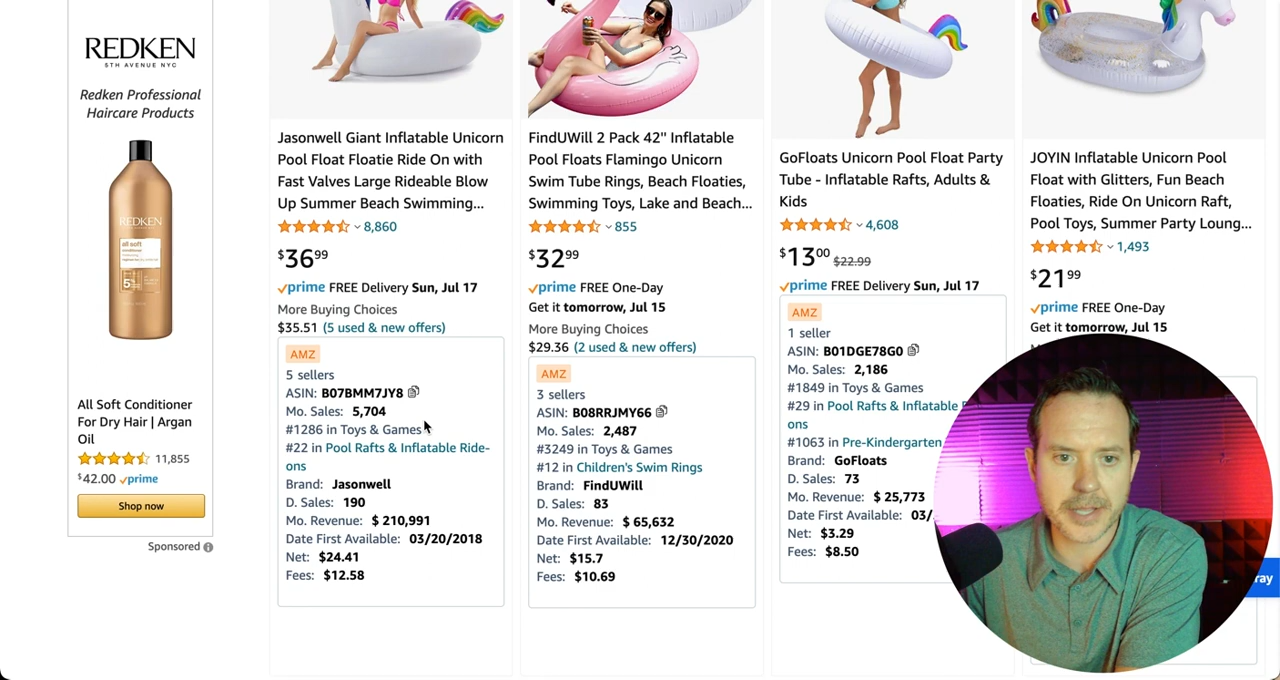 REDKEN
5TH AVENUE NYC
Redken Professional
Haircare Products
REDKEN
all soft
5%
All Soft Conditioner
For Dry Hair | Argan
Oil
11,855
$42.00 prime
Shop now
Sponsored
Jasonwell Giant Inflatable Unicorn
Pool Float Floatie Ride On with
Fast Valves Large Rideable Blow
Up Summer Beach Swimming...
8,860
$3699
prime FREE Delivery Sun, Jul 17
More Buying Choices
$35.51 (5 used & new offers)
AMZ
5 sellers
ASIN: B07BMM7JY8
Mo. Sales: 5,704
#1286 in Toys & Games
#22 in Pool Rafts & Inflatable Ride-
ons
Brand: Jasonwell
D. Sales: 190
Mo. Revenue: $ 210,991
Date First Available: 03/20/2018
Net: $24.41
Fees: $12.58
FindUWill 2 Pack 42" Inflatable
Pool Floats Flamingo Unicorn
Swim Tube Rings, Beach Floaties,
Swimming Toys, Lake and Beach...
855
$3299
prime FREE One-Day
Get it tomorrow, Jul 15
More Buying Choices
$29.36 (2 used & new offers)
AMZ
3 sellers
ASIN: B08RRJMY66
Mo. Sales: 2,487
#3249 in Toys & Games
#12 in Children's Swim Rings
Brand: FindUWill
D. Sales: 83
Mo. Revenue: $ 65,632
Date First Available: 12/30/2020
Net: $15.7
Fees: $10.69
GoFloats Unicorn Pool Float Party
Tube - Inflatable Rafts, Adults &
Kids
4,608
$1300 $22.99
prime FREE Delivery Sun, Jul 17
AMZ
1 seller
ASIN: B01DGE78G0
Mo. Sales: 2,186
#1849 in Toys & Games
#29 in Pool Rafts & Inflatable
ons
#1063 in Pre-Kindergarten
Brand: GoFloats
D. Sales: 73
Mo. Revenue: $ 25,773
Date First Available: 03/
Net: $3.29
Fees: $8.50
JOYIN Inflatable Unicorn Pool
Float with Glitters, Fun Beach
Floaties, Ride On Unicorn Raft,
Pool Toys, Summer Party Loung...
1,493
$2199
prime FREE One-Day
Get it tomorrow, Jul 15